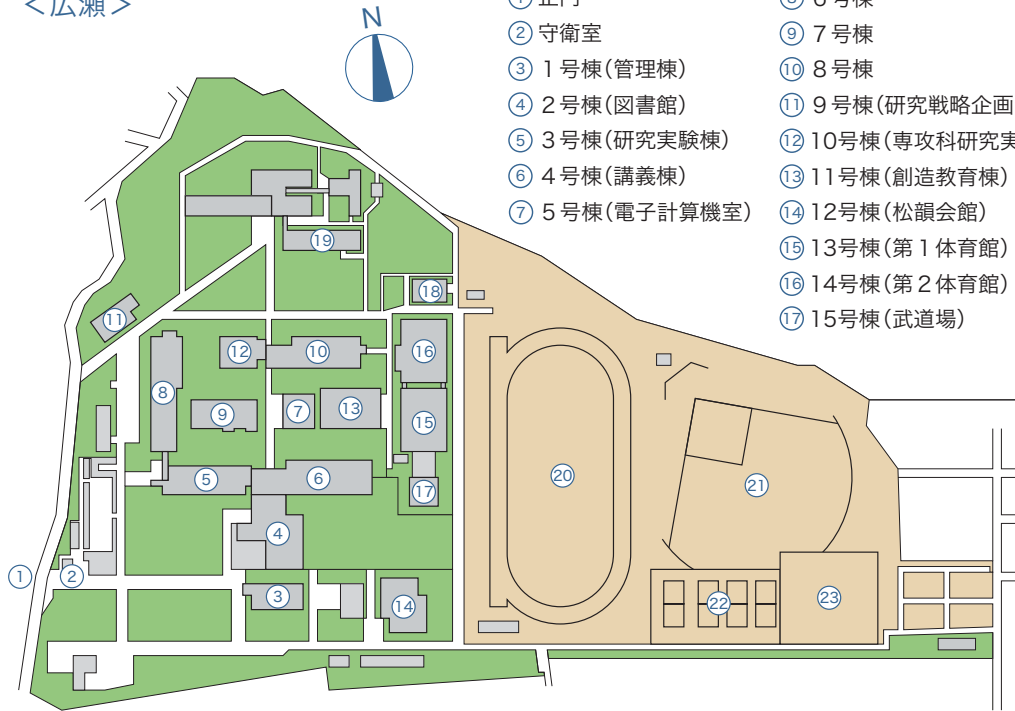 ＜広瀬＞
N
① 正門
② 守衛室
③ 1号棟(管理棟)
④ 2号棟(図書館)
⑤ 3号棟(研究実験棟)
⑥ 4号棟(講義棟)
⑦ 5号棟(電子計算機室)
⑧ 6号棟
⑨ 7号棟
⑩ 8号棟
⑪ 9号棟(研究戦略企画
⑫ 10号棟(専攻科研究実
⑬ 11号棟(創造教育棟)
⑭ 12号棟(松韻会館)
⑮ 13号棟(第1体育館)
⑯ 14号棟(第2体育館)
⑰ 15号棟(武道場)
⑲
⑱
⑪
⑫
⑩
⑯
⑧
⑨
⑦
⑬
⑮
⑤
⑥
⑰
⑳
㉑
④
①
②
③
⑭
㉒
㉓